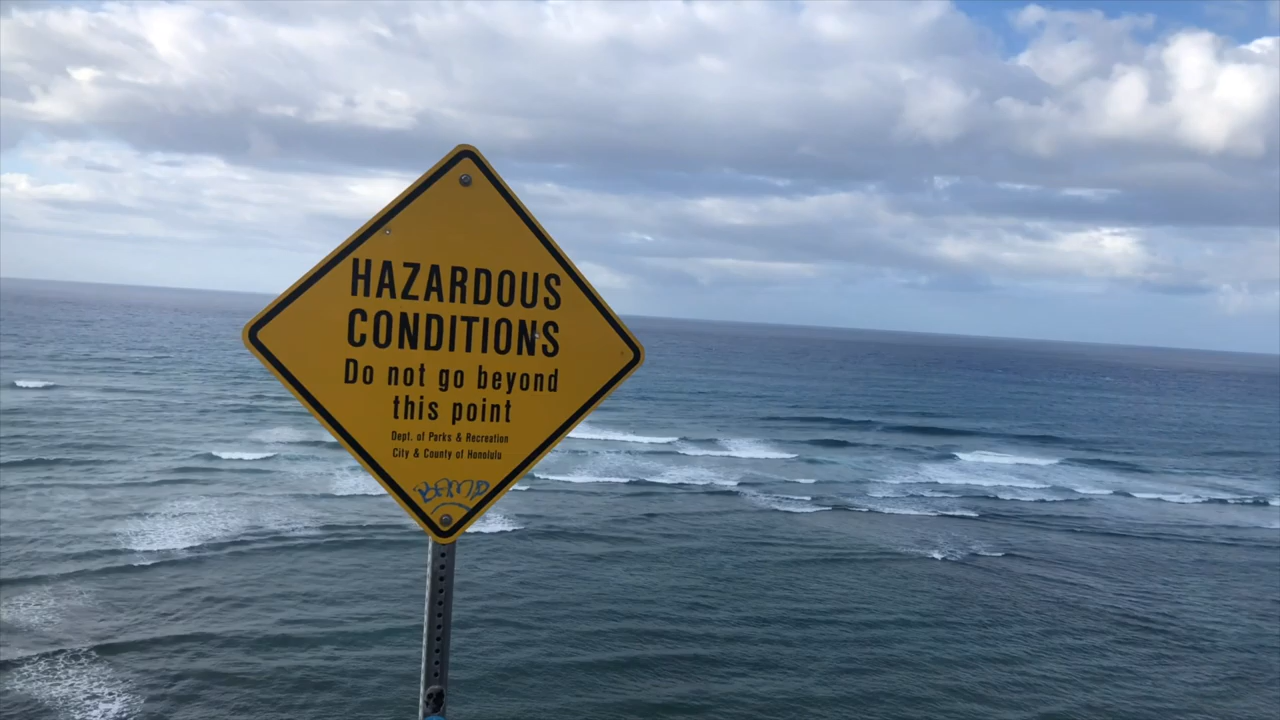 HAZARDOUS
CONDITIONS
Do not go beyond
this point
Dept. of Parks & Recreation
City & County of Honolulu